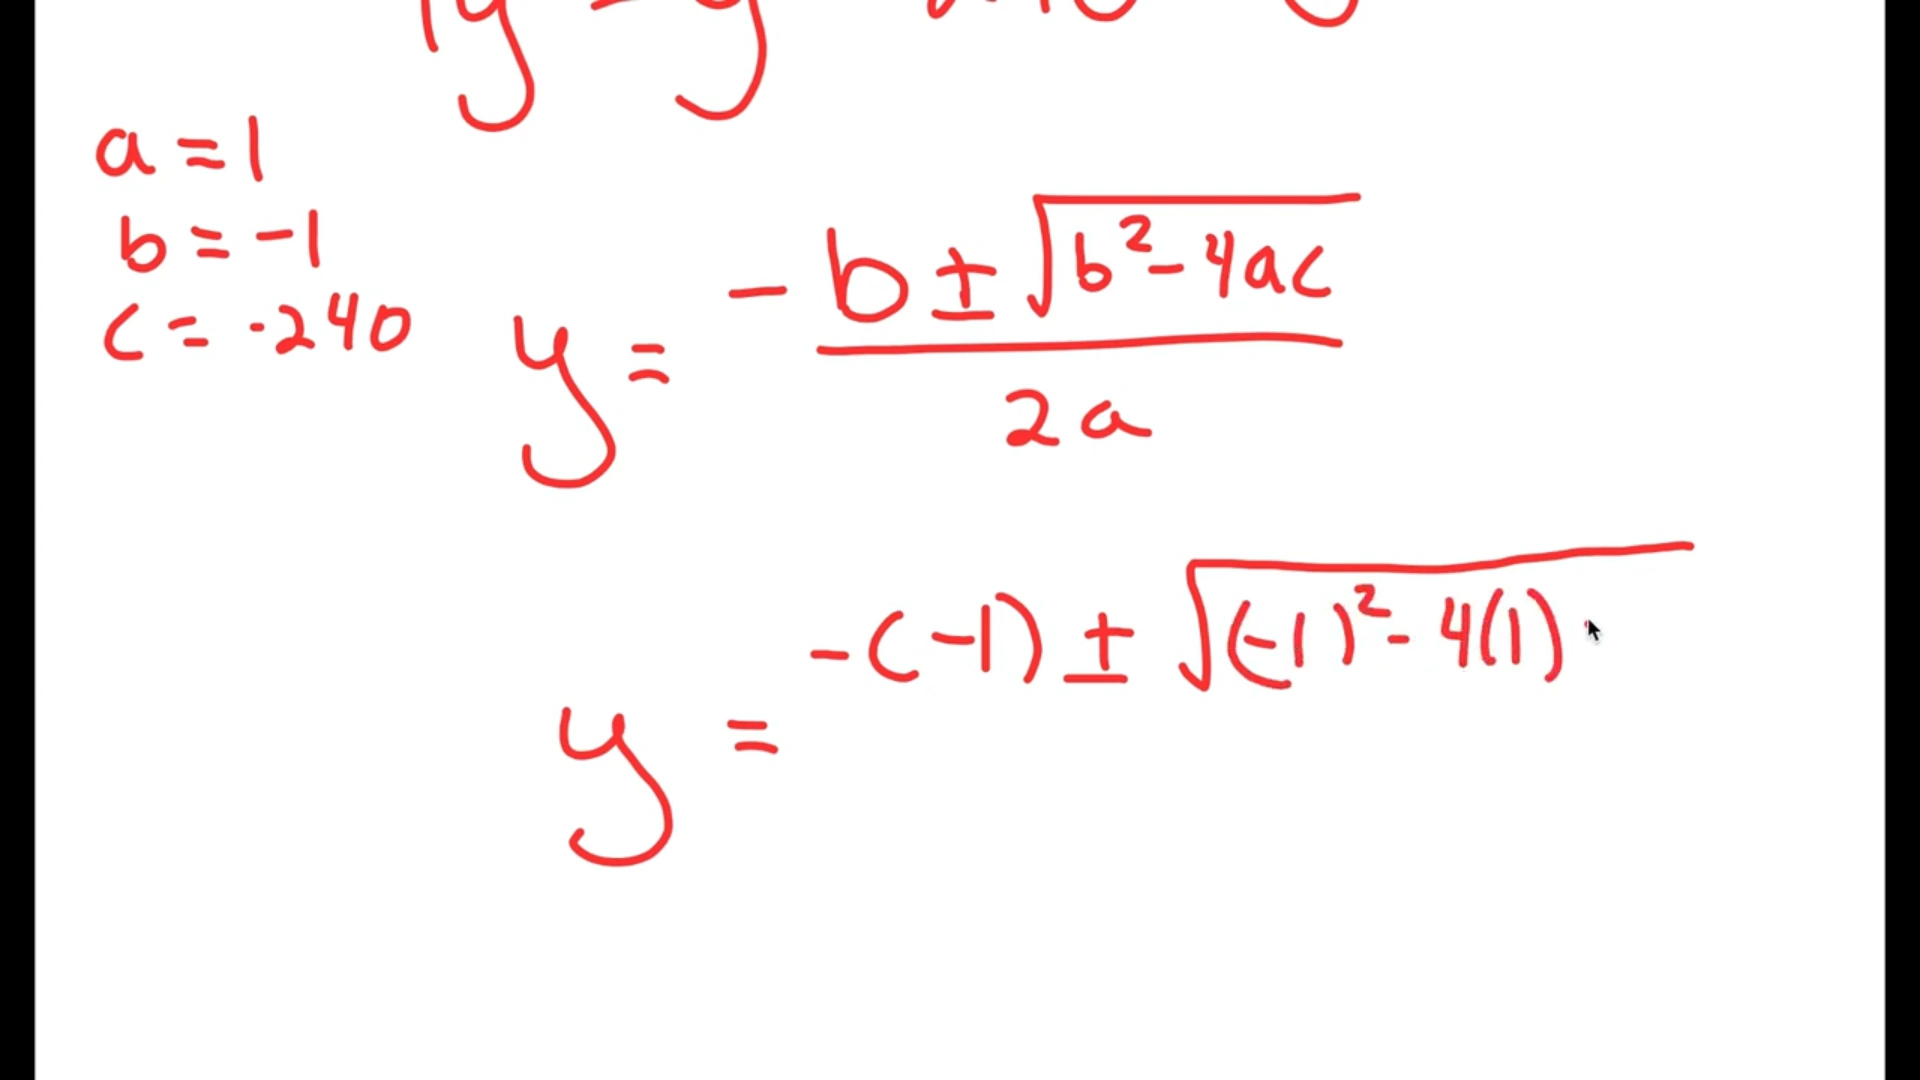 a = 1
b = -1
c = -240
y = (-b ± √(b² - 4ac)) / 2a
y = -(-1) ± √((-1)² - 4(1)